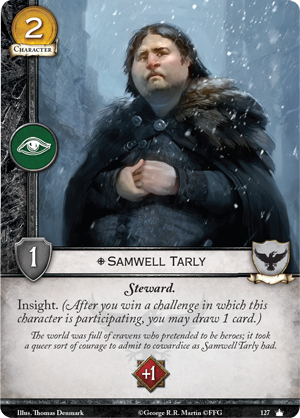 2
CHARACTER
1
SAMWELL TARLY
Steward.
Insight. (After you win a challenge in which this
character is participating, you may draw 1 card.)
The world was full of cravens who pretended to be heroes; it took
a queer sort of courage to admit to cowardice as Samwell Tarly had.
+1
Illus. Thomas Denmark ©George R.R. Martin ©FFG 127